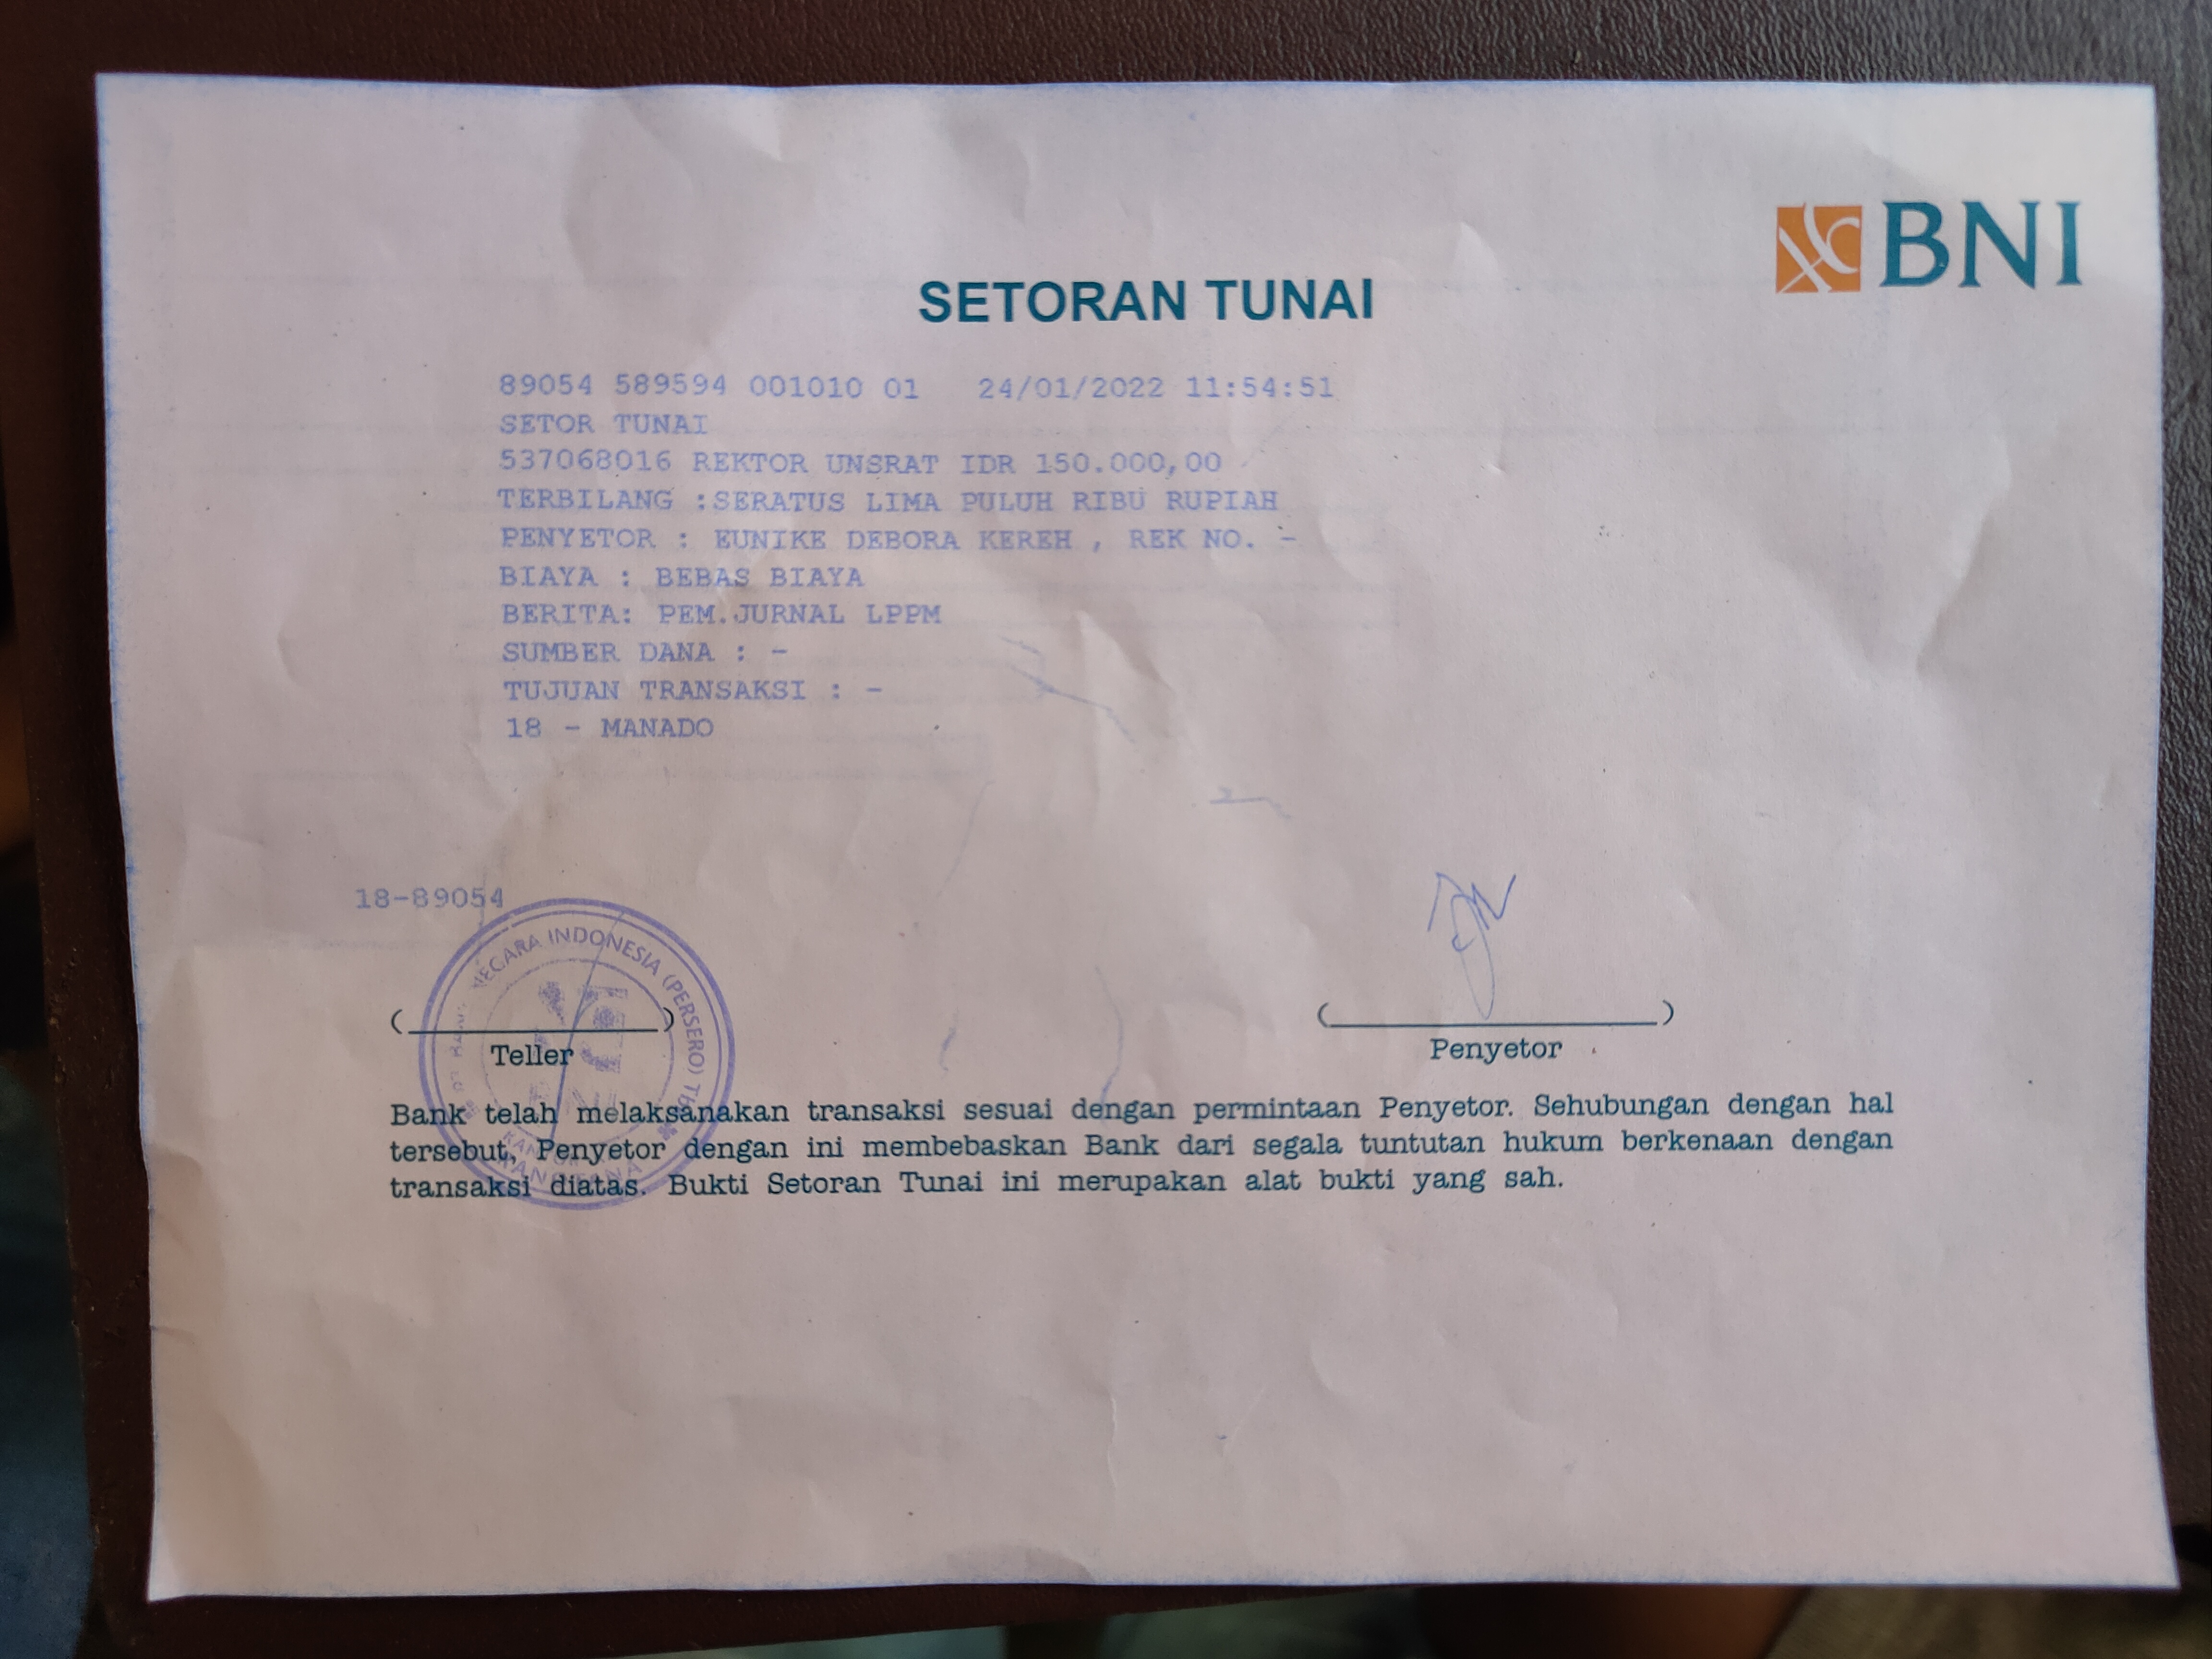 BNI
SETORAN TUNAI
89054 589594 001010 01 24/01/2022 11:54:51
SETOR TUNAI
537068016 REKTOR UNSRAT IDR 150.000,00
TERBILANG :SERATUS LIMA PULUH RIBU RUPIAH
PENYETOR : EUNIKE DEBORA KEREH , REK NO. -
BIAYA : BEBAS BIAYA
BERITA: PEM.JURNAL LPPM
SUMBER DANA : -
TUJUAN TRANSAKSI : -
18 - MANADO
18-89054
NEGARA INDONESIA (PERSERO) Tb
BNI
(____________) (____________)
Teller Penyetor
Bank telah melaksanakan transaksi sesuai dengan permintaan Penyetor. Sehubungan dengan hal
tersebut, Penyetor dengan ini membebaskan Bank dari segala tuntutan hukum berkenaan dengan
transaksi diatas. Bukti Setoran Tunai ini merupakan alat bukti yang sah.